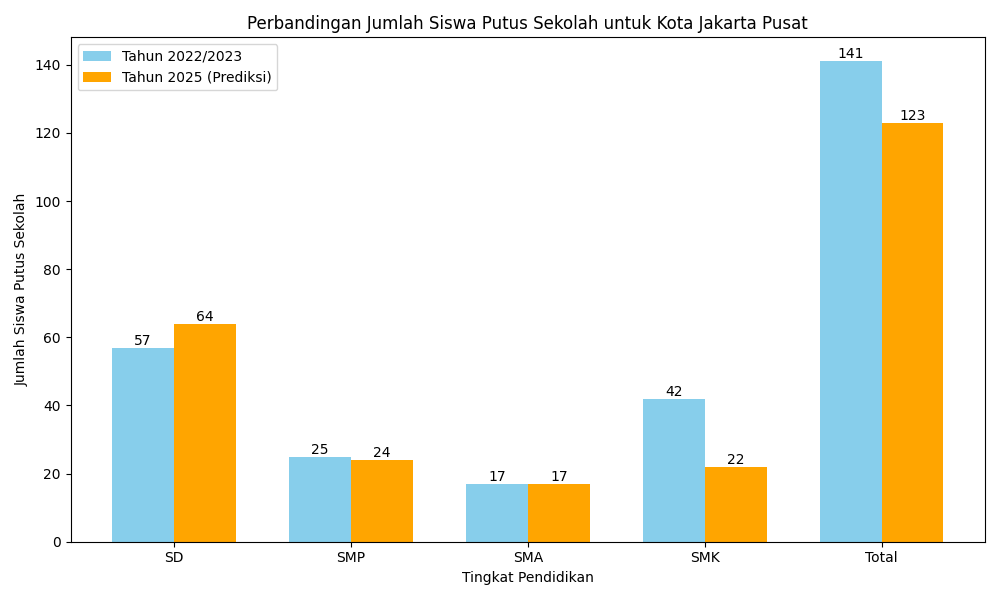 Perbandingan Jumlah Siswa Putus Sekolah untuk Kota Jakarta Pusat
Tahun 2022/2023
Tahun 2025 (Prediksi)
Jumlah Siswa Putus Sekolah
140
120
100
80
60
40
20
0
57
64
25
24
17
17
42
22
141
123
SD
SMP
SMA
SMK
Total
Tingkat Pendidikan